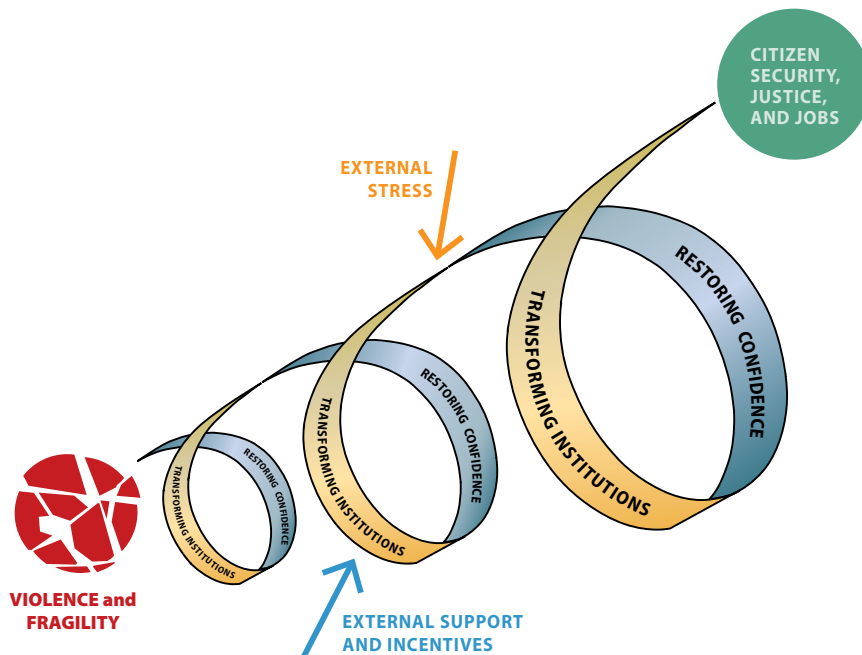 CITIZEN
SECURITY,
JUSTICE,
AND JOBS
EXTERNAL
STRESS
RESTORING CONFIDENCE
TRANSFORMING INSTITUTIONS
RESTORING CONFIDENCE
TRANSFORMING INSTITUTIONS
RESTORING CONFIDENCE
TRANSFORMING INSTITUTIONS
VIOLENCE and
FRAGILITY
EXTERNAL SUPPORT
AND INCENTIVES